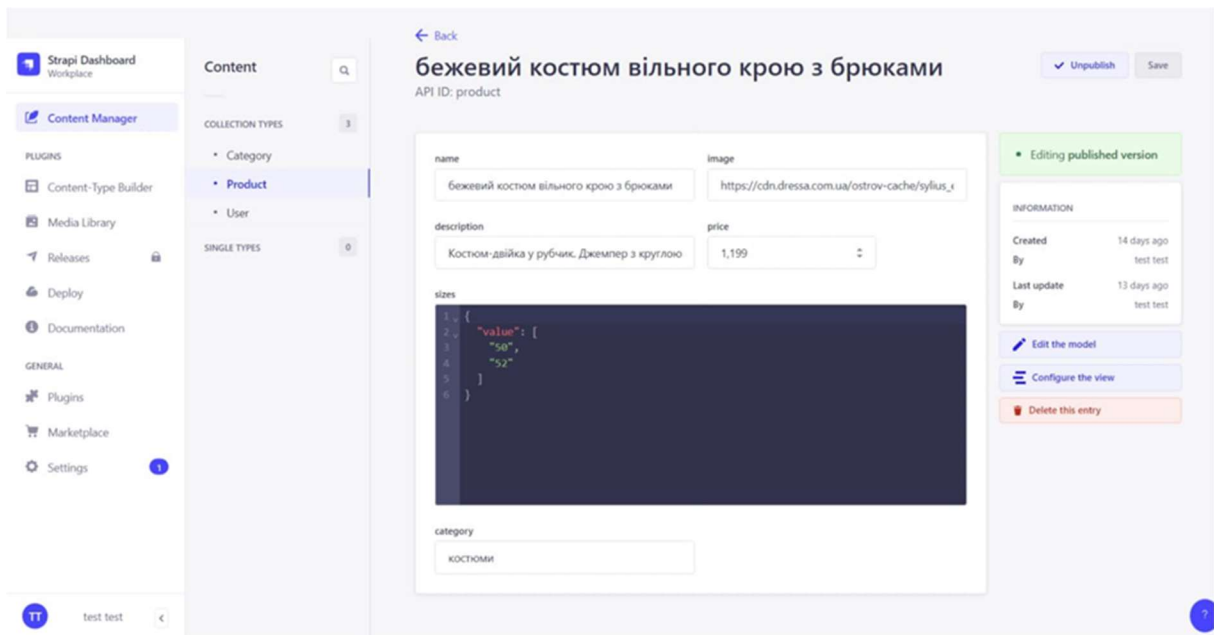 Strapi Dashboard
Workplace
Content Manager
PLUGINS
Content-Type Builder
Media Library
Releases
Deploy
Documentation
GENERAL
Plugins
Marketplace
Settings
1
TT
test test
Content
COLLECTION TYPES
3
Category
Product
User
SINGLE TYPES
0
Back
бежевий костюм вільного крою з брюками
API ID: product
Unpublish
Save
name
бежевий костюм вільного крою з брюками
image
https://cdn.dressa.com.ua/ostrov-cache/sylius_
description
Костюм-двійка у рубчик. Джемпер з круглою
price
1,199
sizes
1 {
2 "value": [
3 "50",
4 "52"
5 ]
6 }
category
костюми
Editing published version
INFORMATION
Created 14 days ago
By test test
Last update 13 days ago
By test test
Edit the model
Configure the view
Delete this entry
?